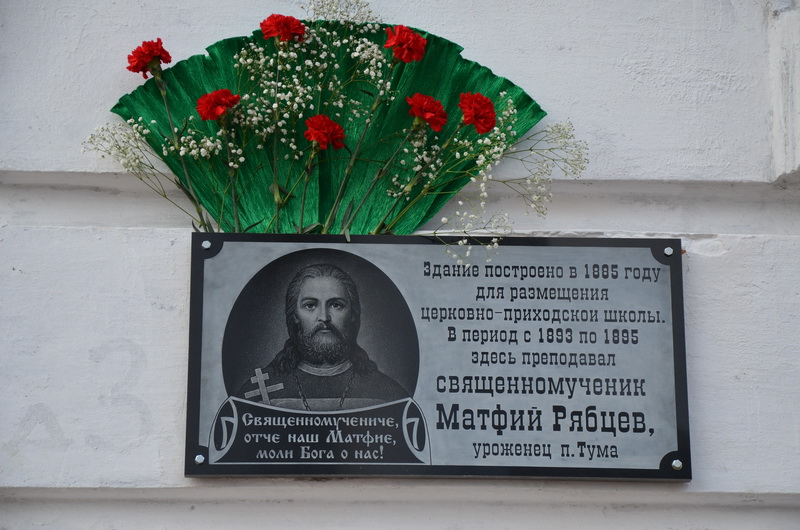 Здание построено в 1885 году
для размещения
церковно-приходской школы.
В период с 1893 по 1895
здесь преподавал
священномученик
Матфий Рябцев,
уроженец п.Тума
Священномучениче,
отче наш Матфие,
моли Бога о нас!